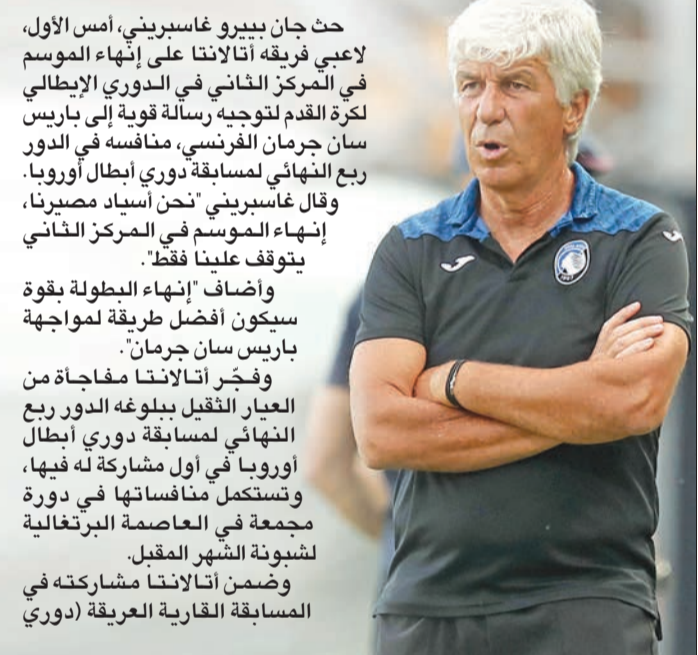 حث جان بييرو غاسبريني، أمس الأول،
لاعبي فريقه أتالانتا على إنهاء الموسم
في المركز الثاني في الدوري الإيطالي
لكرة القدم لتوجيه رسالة قوية إلى باريس
سان جرمان الفرنسي، منافسه في الدور
ربع النهائي لمسابقة دوري أبطال أوروبا.
وقال غاسبريني "نحن أسياد مصيرنا،
إنهاء الموسم في المركز الثاني
يتوقف علينا فقط".
وأضاف "إنهاء البطولة بقوة
سيكون أفضل طريقة لمواجهة
باريس سان جرمان".
وفجّر أتالانتا مفاجأة من
العيار الثقيل ببلوغه الدور ربع
النهائي لمسابقة دوري أبطال
أوروبا في أول مشاركة له فيها،
وتستكمل منافساتها في دورة
مجمعة في العاصمة البرتغالية
لشبونة الشهر المقبل.
وضمن أتالانتا مشاركته في
المسابقة القارية العريقة (دوري